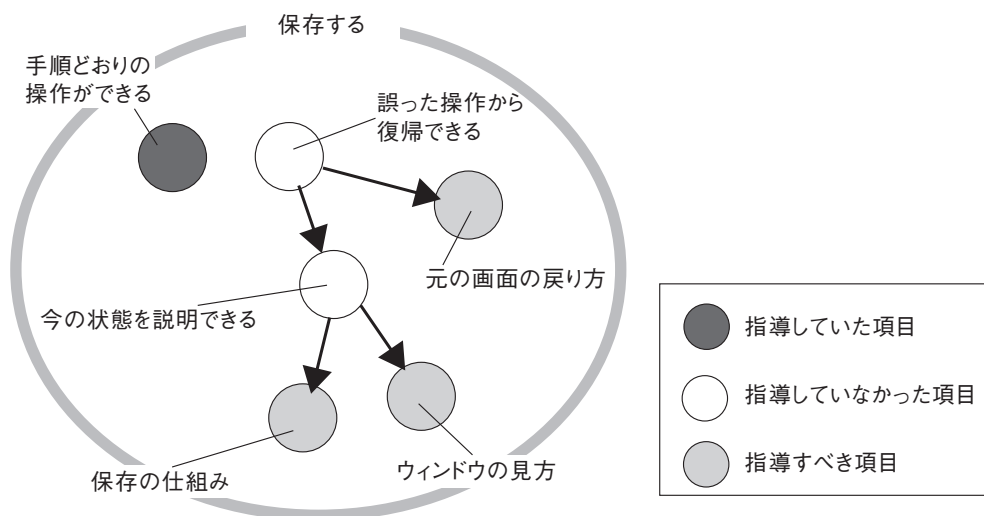 保存する
手順どおりの
操作ができる
誤った操作から
復帰できる
元の画面の戻り方
今の状態を説明できる
保存の仕組み
ウィンドウの見方
指導していた項目
指導していなかった項目
指導すべき項目